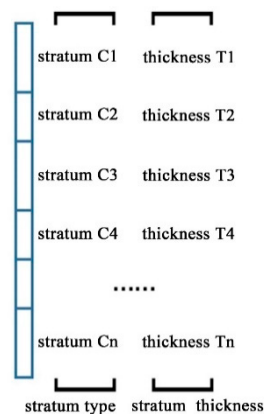 stratum C1 thickness T1
stratum C2 thickness T2
stratum C3 thickness T3
stratum C4 thickness T4
......
stratum Cn thickness Tn
stratum type stratum thickness